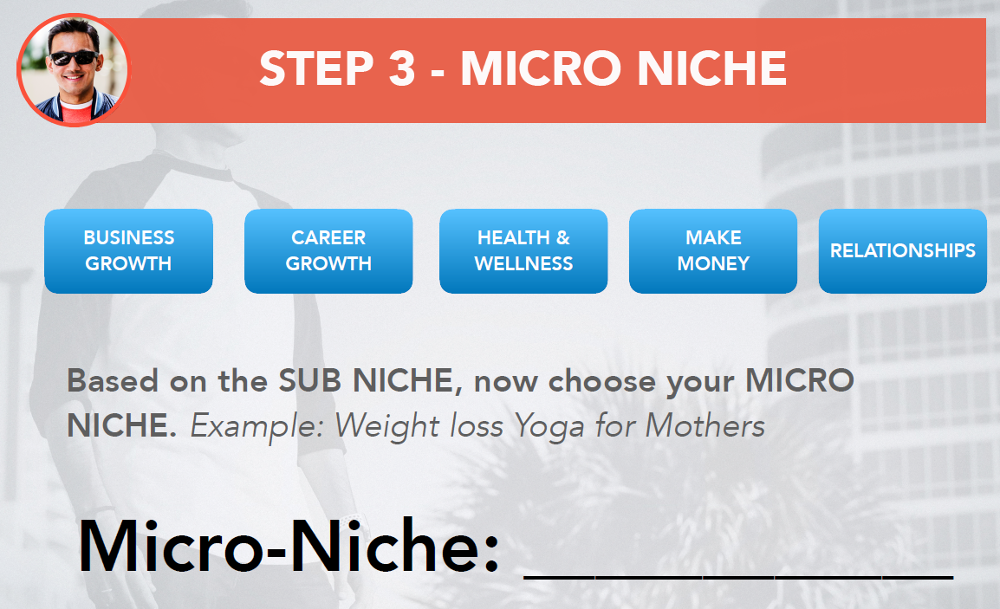 STEP 3 - MICRO NICHE
BUSINESS
GROWTH
CAREER
GROWTH
HEALTH &
WELLNESS
MAKE
MONEY
RELATIONSHIPS
Based on the SUB NICHE, now choose your MICRO
NICHE. Example: Weight loss Yoga for Mothers
Micro-Niche: ____________